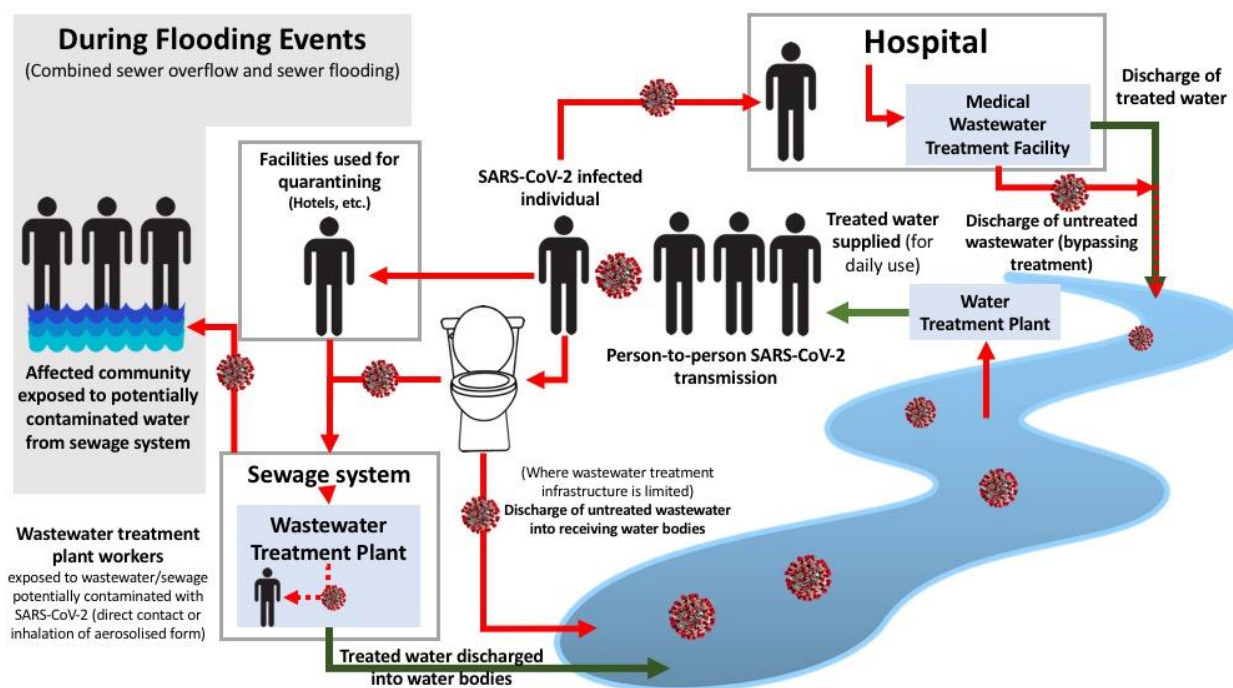 During Flooding Events
(Combined sewer overflow and sewer flooding)
Hospital
Medical
Wastewater
Treatment Facility
Discharge of
treated water
Facilities used for
quarantining
(Hotels, etc.)
SARS-CoV-2 infected
individual
Treated water
supplied (for
daily use)
Discharge of untreated
wastewater (bypassing
treatment)
Water
Treatment Plant
Person-to-person SARS-CoV-2
transmission
Affected community
exposed to potentially
contaminated water
from sewage system
Sewage system
Wastewater
Treatment Plant
(Where wastewater treatment
infrastructure is limited)
Discharge of untreated wastewater
into receiving water bodies
Wastewater treatment
plant workers
exposed to wastewater/sewage
potentially contaminated with
SARS-CoV-2 (direct contact or
inhalation of aerosolised form)
Treated water discharged
into water bodies